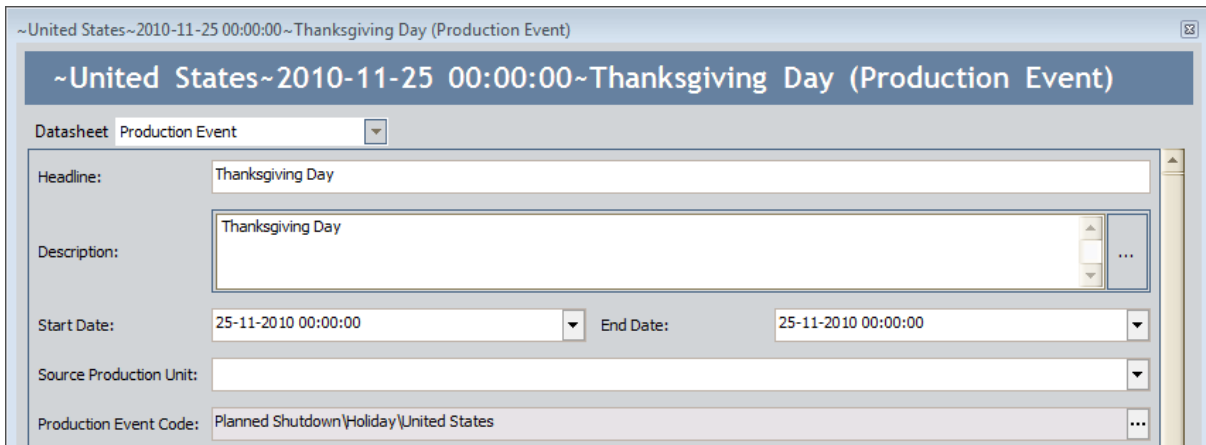 ~United States~2010-11-25 00:00:00~Thanksgiving Day (Production Event)
~United States~2010-11-25 00:00:00~Thanksgiving Day (Production Event)
Datasheet Production Event
Headline: Thanksgiving Day
Description: Thanksgiving Day
...
Start Date: 25-11-2010 00:00:00 End Date: 25-11-2010 00:00:00
Source Production Unit:
Production Event Code: Planned Shutdown\Holiday\United States ...